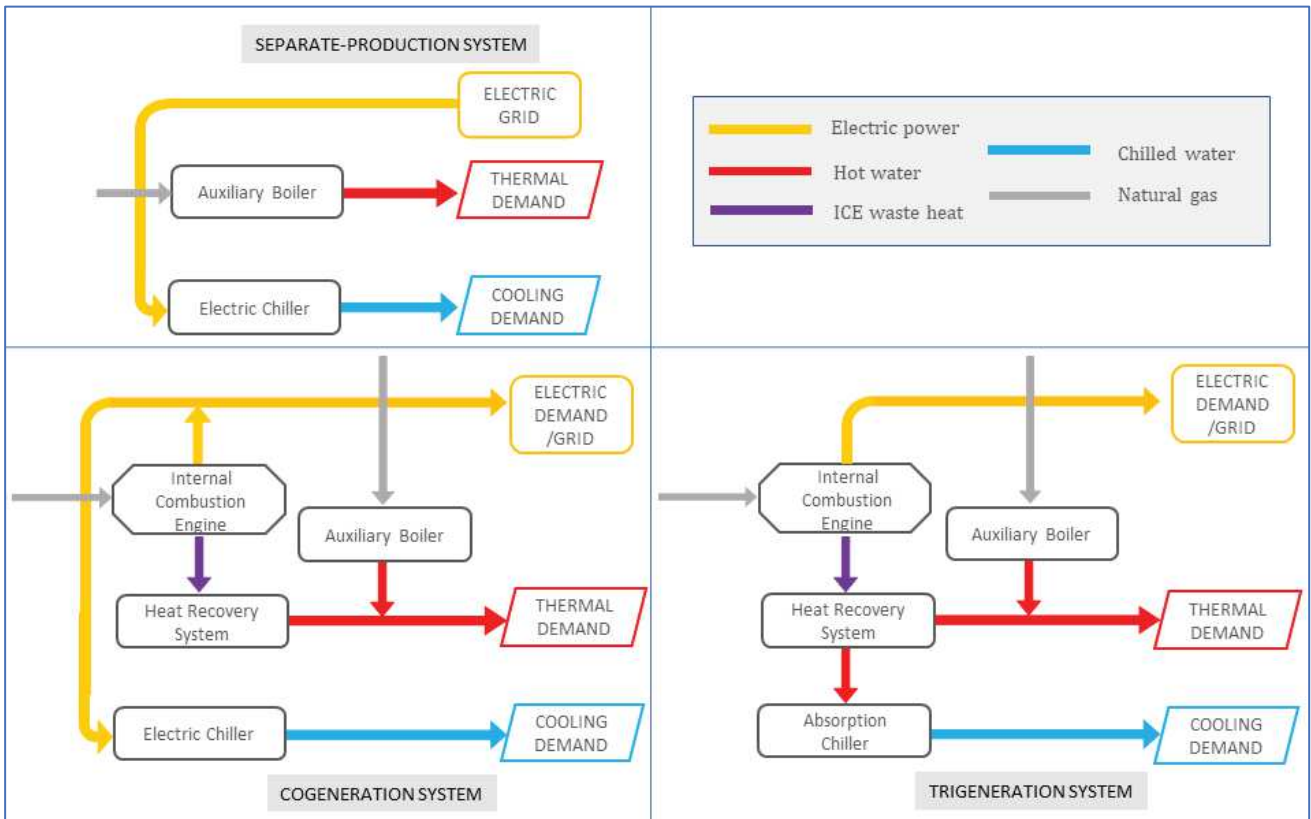 SEPARATE-PRODUCTION SYSTEM
ELECTRIC
GRID
Auxiliary Boiler
THERMAL
DEMAND
Electric Chiller
COOLING
DEMAND
Electric power
Hot water
ICE waste heat
Chilled water
Natural gas
ELECTRIC
DEMAND
/GRID
Internal
Combustion
Engine
Auxiliary Boiler
Heat Recovery
System
THERMAL
DEMAND
Electric Chiller
COOLING
DEMAND
COGENERATION SYSTEM
ELECTRIC
DEMAND
/GRID
Internal
Combustion
Engine
Auxiliary Boiler
Heat Recovery
System
THERMAL
DEMAND
Absorption
Chiller
COOLING
DEMAND
TRIGENERATION SYSTEM